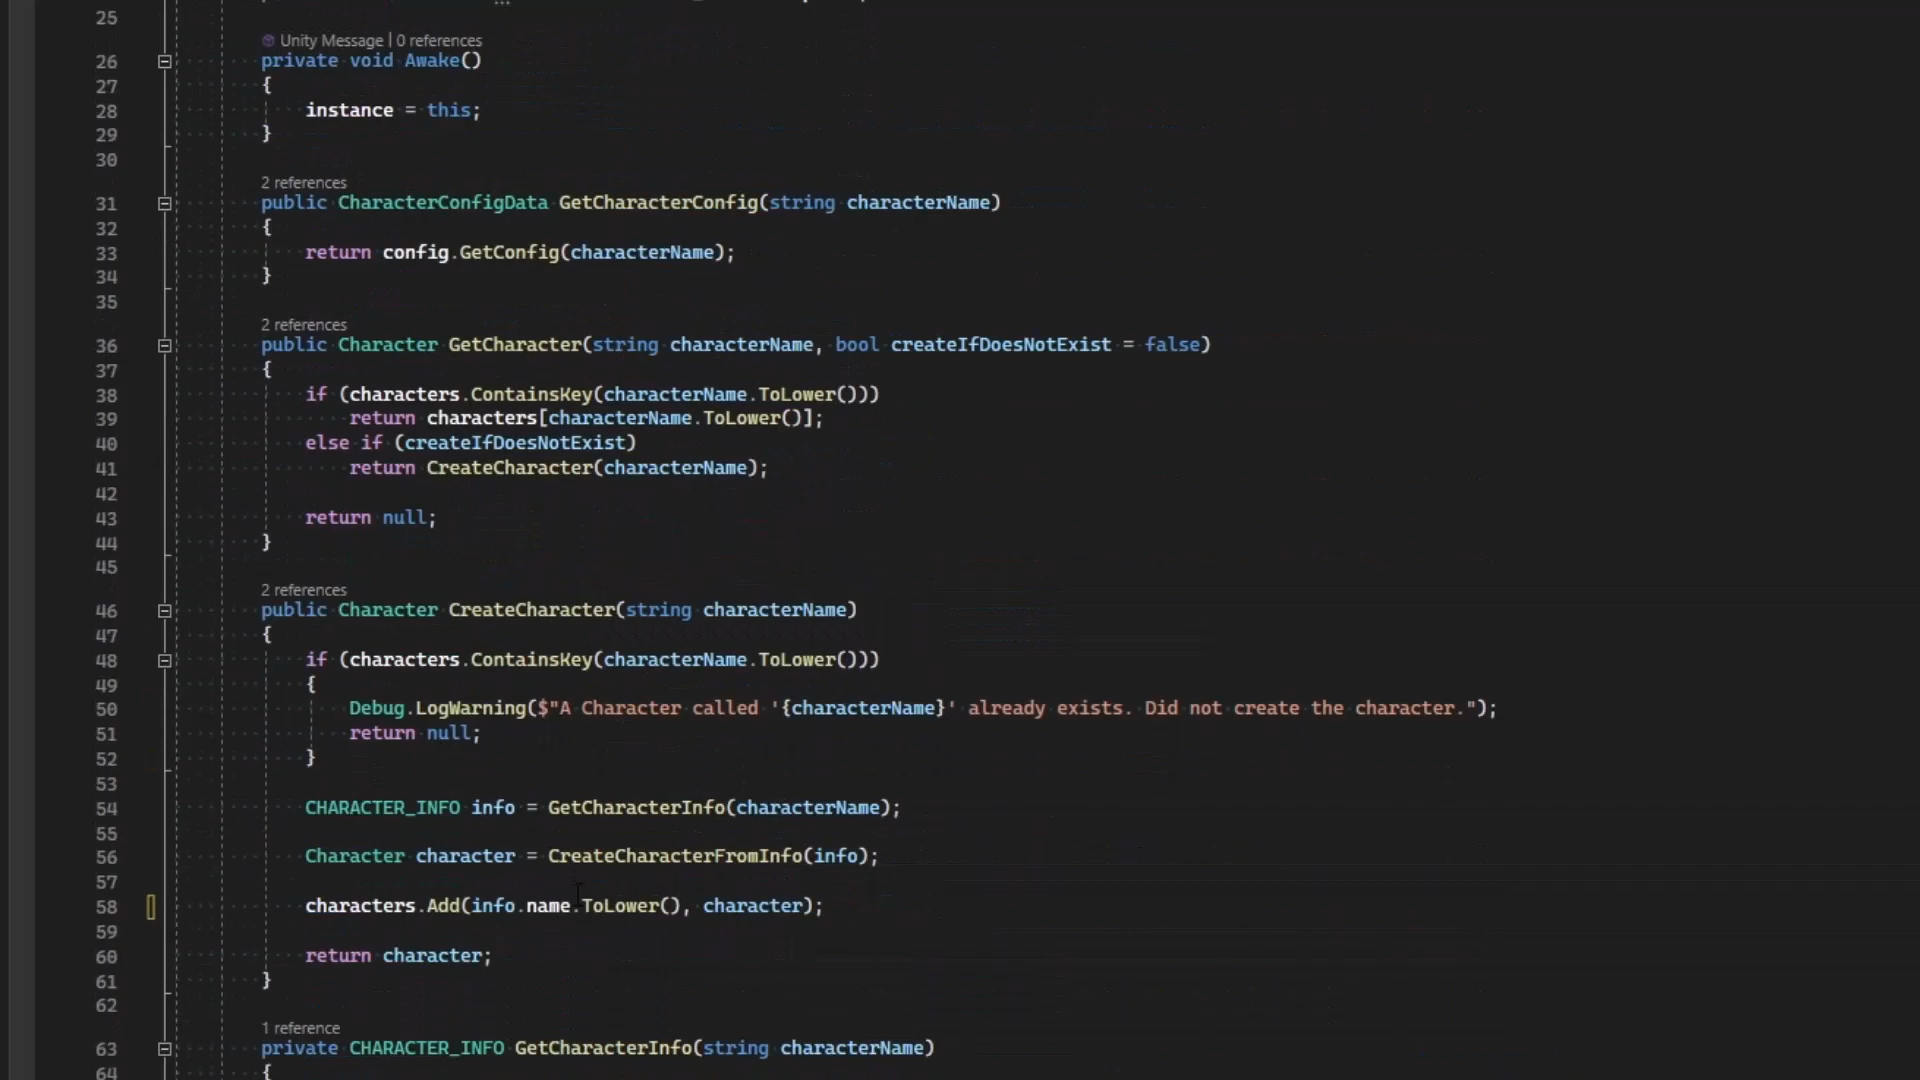 25
Unity Message | 0 references
26 private void Awake()
27 {
28 instance = this;
29 }
30
2 references
31 public CharacterConfigData GetCharacterConfig(string characterName)
32 {
33 return config.GetConfig(characterName);
34 }
35
2 references
36 public Character GetCharacter(string characterName, bool createIfDoesNotExist = false)
37 {
38 if (characters.ContainsKey(characterName.ToLower()))
39 return characters[characterName.ToLower()];
40 else if (createIfDoesNotExist)
41 return CreateCharacter(characterName);
42
43 return null;
44 }
45
2 references
46 public Character CreateCharacter(string characterName)
47 {
48 if (characters.ContainsKey(characterName.ToLower()))
49 {
50 Debug.LogWarning($"A Character called '{characterName}' already exists. Did not create the character.");
51 return null;
52 }
53
54 CHARACTER_INFO info = GetCharacterInfo(characterName);
55
56 Character character = CreateCharacterFromInfo(info);
57
58 characters.Add(info.name.ToLower(), character);
59
60 return character;
61 }
62
1 reference
63 private CHARACTER_INFO GetCharacterInfo(string characterName)
64 {